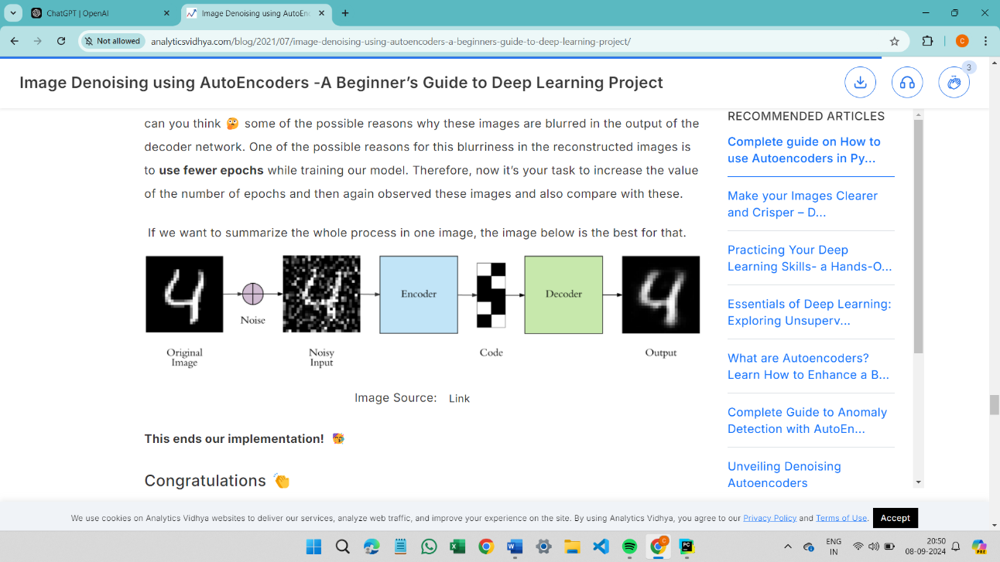 ChatGPT | OpenAI
Image Denoising using AutoEnc
Not allowed
analyticsvidhya.com/blog/2021/07/image-denoising-using-autoencoders-a-beginners-guide-to-deep-learning-project/
C
Image Denoising using AutoEncoders -A Beginner’s Guide to Deep Learning Project
3
can you think 🤔 some of the possible reasons why these images are blurred in the output of the
decoder network. One of the possible reasons for this blurriness in the reconstructed images is
to use fewer epochs while training our model. Therefore, now it’s your task to increase the value
of the number of epochs and then again observed these images and also compare with these.
If we want to summarize the whole process in one image, the image below is the best for that.
4
4
4
Encoder
Decoder
Noise
Original
Image
Noisy
Input
Code
Output
Image Source: Link
This ends our implementation! 🥳
Congratulations 👏
RECOMMENDED ARTICLES
Complete guide on How to
use Autoencoders in Py...
Make your Images Clearer
and Crisper – D...
Practicing Your Deep
Learning Skills- a Hands-O...
Essentials of Deep Learning:
Exploring Unsuperv...
What are Autoencoders?
Learn How to Enhance a B...
Complete Guide to Anomaly
Detection with AutoEn...
Unveiling Denoising
Autoencoders
We use cookies on Analytics Vidhya websites to deliver our services, analyze web traffic, and improve your experience on the site. By using Analytics Vidhya, you agree to our Privacy Policy and Terms of Use.
Accept
W
C
PC
ENG
IN
20:50
08-09-2024
PRE